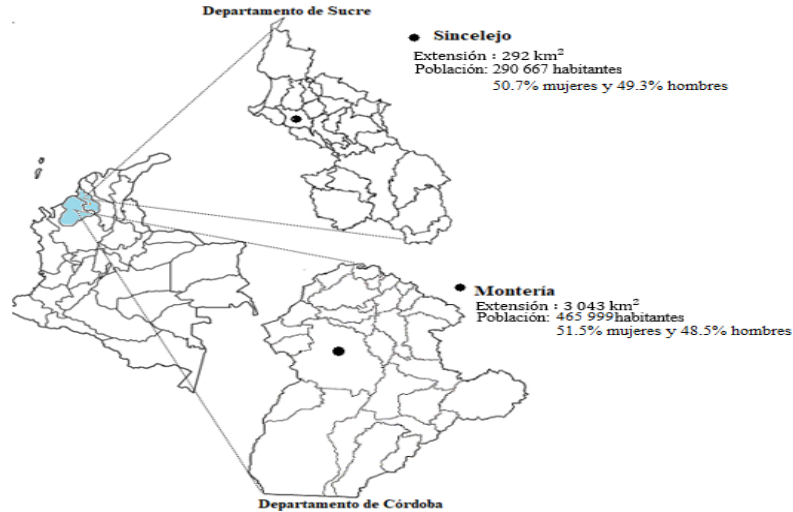 Departamento de Sucre
Sincelejo
Extensión : 292 km²
Población: 290 667 habitantes
50.7% mujeres y 49.3% hombres
Montería
Extensión : 3 043 km²
Población: 465 999habitantes
51.5% mujeres y 48.5% hombres
Departamento de Córdoba